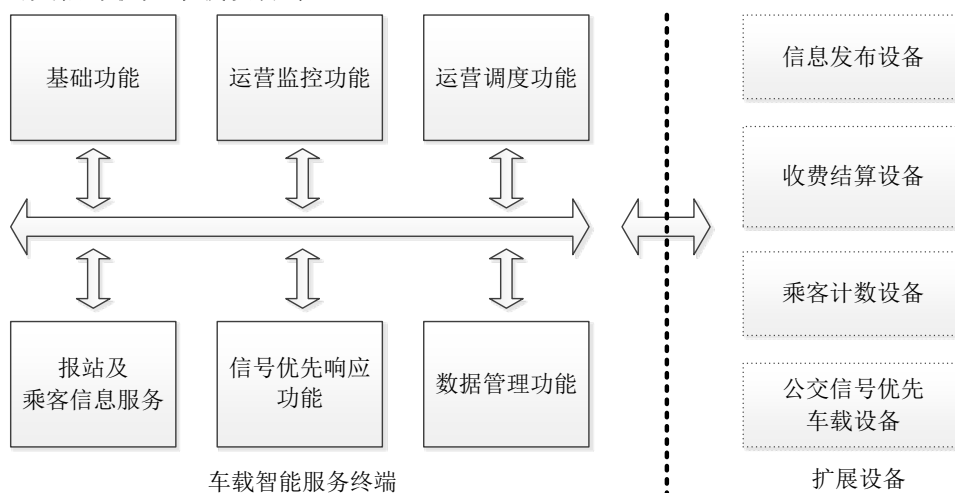 基础功能
运营监控功能
运营调度功能
信息发布设备
收费结算设备
乘客计数设备
报站及
乘客信息服务
信号优先响应
功能
数据管理功能
公交信号优先
车载设备
车载智能服务终端
扩展设备